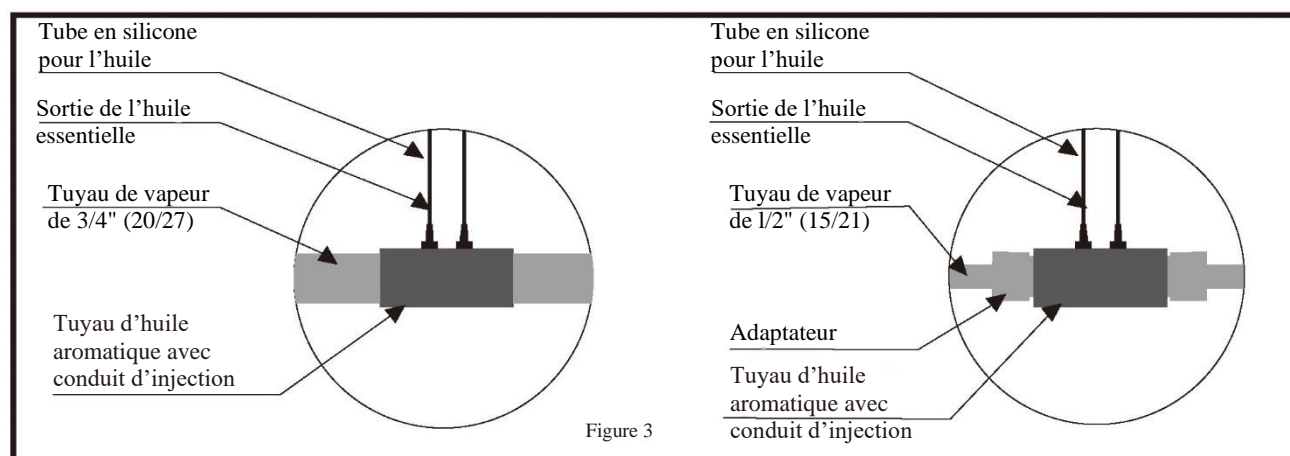 Tube en silicone
pour l’huile
Sortie de l’huile
essentielle
Tuyau de vapeur
de 3/4" (20/27)
Tuyau d’huile
aromatique avec
conduit d’injection
Figure 3
Tube en silicone
pour l’huile
Sortie de l’huile
essentielle
Tuyau de vapeur
de l/2" (15/21)
Adaptateur
Tuyau d’huile
aromatique avec
conduit d’injection